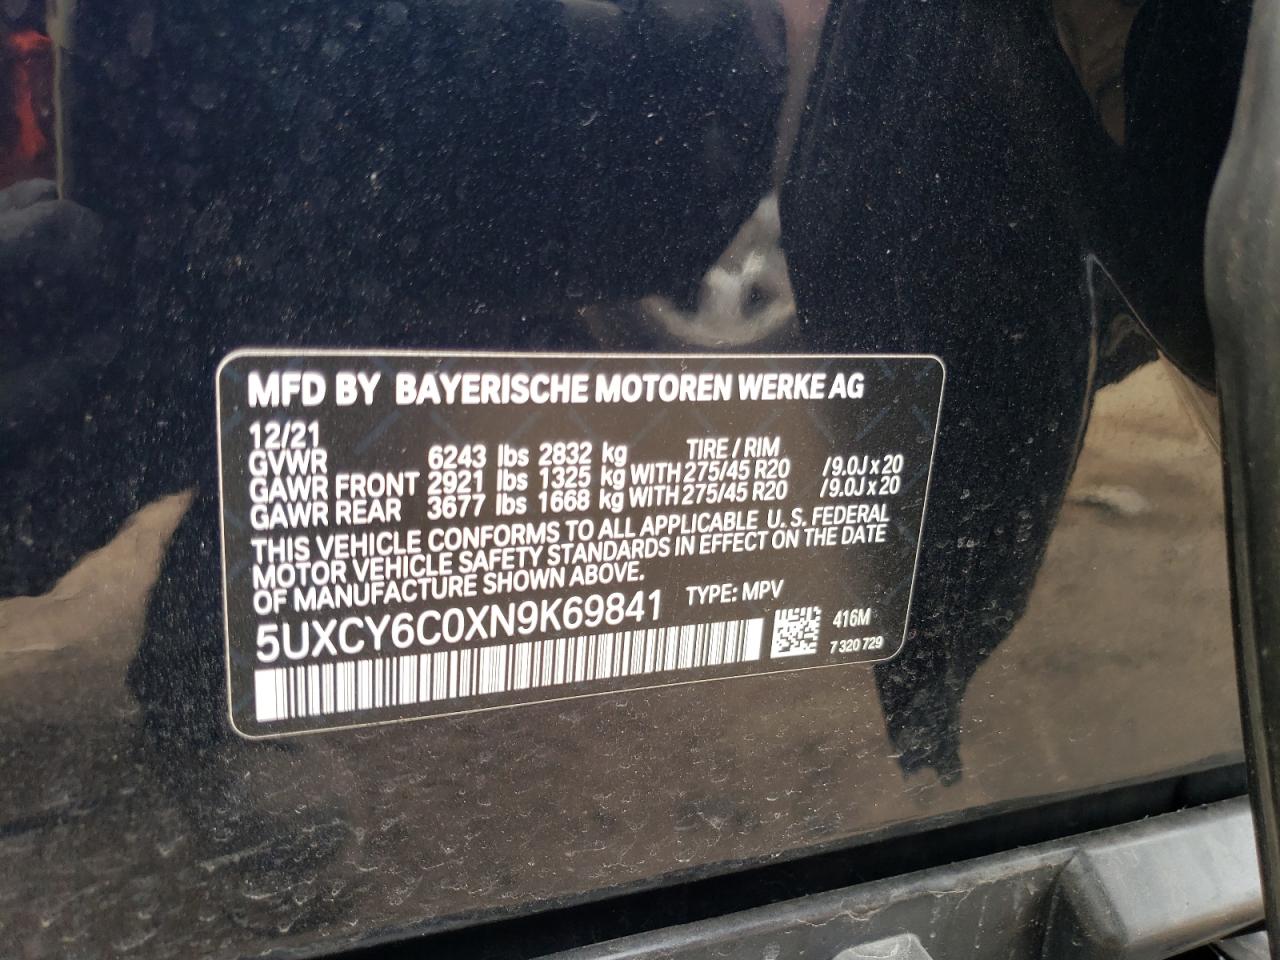 MFD BY BAYERISCHE MOTOREN WERKE AG
12/21
GVWR 6243 lbs 2832 kg TIRE / RIM
GAWR FRONT 2921 lbs 1325 kg WITH 275/45 R20 /9.0J x 20
GAWR REAR 3677 lbs 1668 kg WITH 275/45 R20 /9.0J x 20
THIS VEHICLE CONFORMS TO ALL APPLICABLE U. S. FEDERAL
MOTOR VEHICLE SAFETY STANDARDS IN EFFECT ON THE DATE
OF MANUFACTURE SHOWN ABOVE.
5UXCY6C0XN9K69841 TYPE: MPV
416M
7 320 729